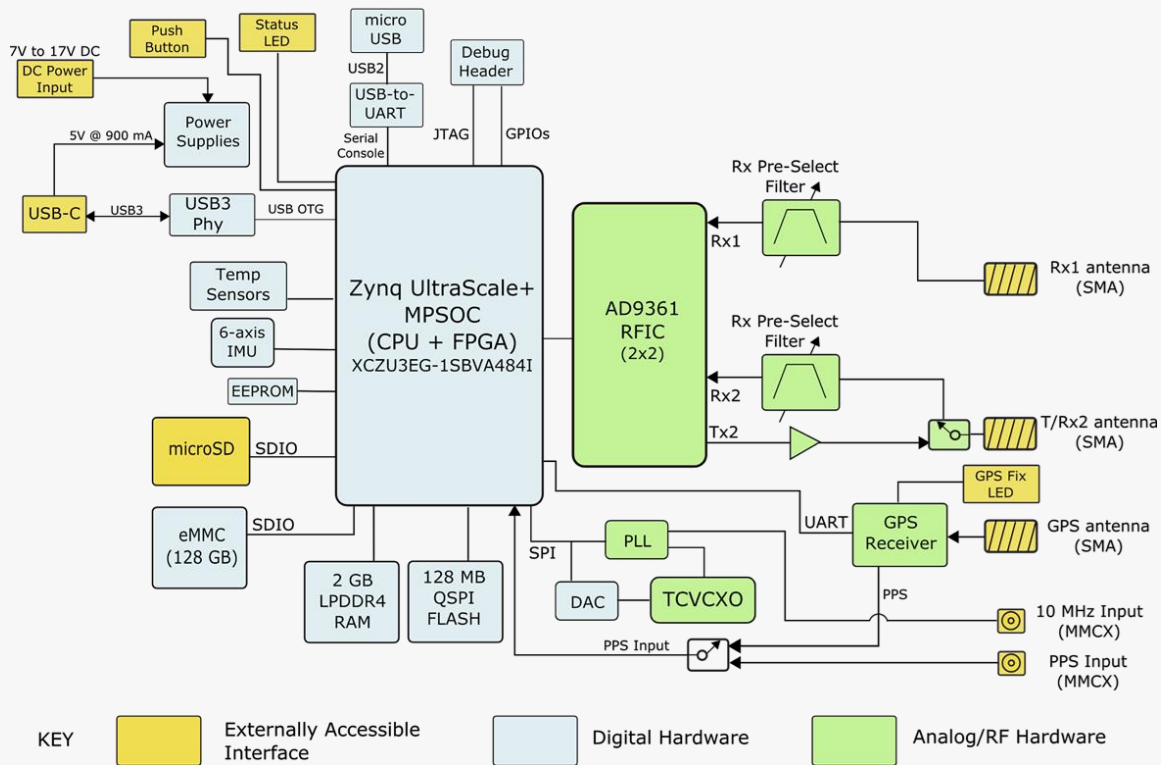 7V to 17V DC
DC Power
Input
Push
Button
Status
LED
micro
USB
USB2
USB-to-
UART
Serial
Console
Debug
Header
JTAG
GPIOs
Power
Supplies
5V @ 900 mA
USB-C
USB3
USB3
Phy
USB OTG
Temp
Sensors
6-axis
IMU
EEPROM
microSD
SDIO
eMMC
(128 GB)
SDIO
Zynq UltraScale+
MPSOC
(CPU + FPGA)
XCZU3EG-1SBVA484I
2 GB
LPDDR4
RAM
128 MB
QSPI
FLASH
AD9361
RFIC
(2x2)
Rx Pre-Select
Filter
Rx1
Rx1 antenna
(SMA)
Rx Pre-Select
Filter
Rx2
Tx2
T/Rx2 antenna
(SMA)
GPS Fix
LED
UART
GPS
Receiver
GPS antenna
(SMA)
SPI
PLL
DAC
TCVCXO
PPS
10 MHz Input
(MMCX)
PPS Input
PPS Input
(MMCX)
KEY
Externally Accessible
Interface
Digital Hardware
Analog/RF Hardware